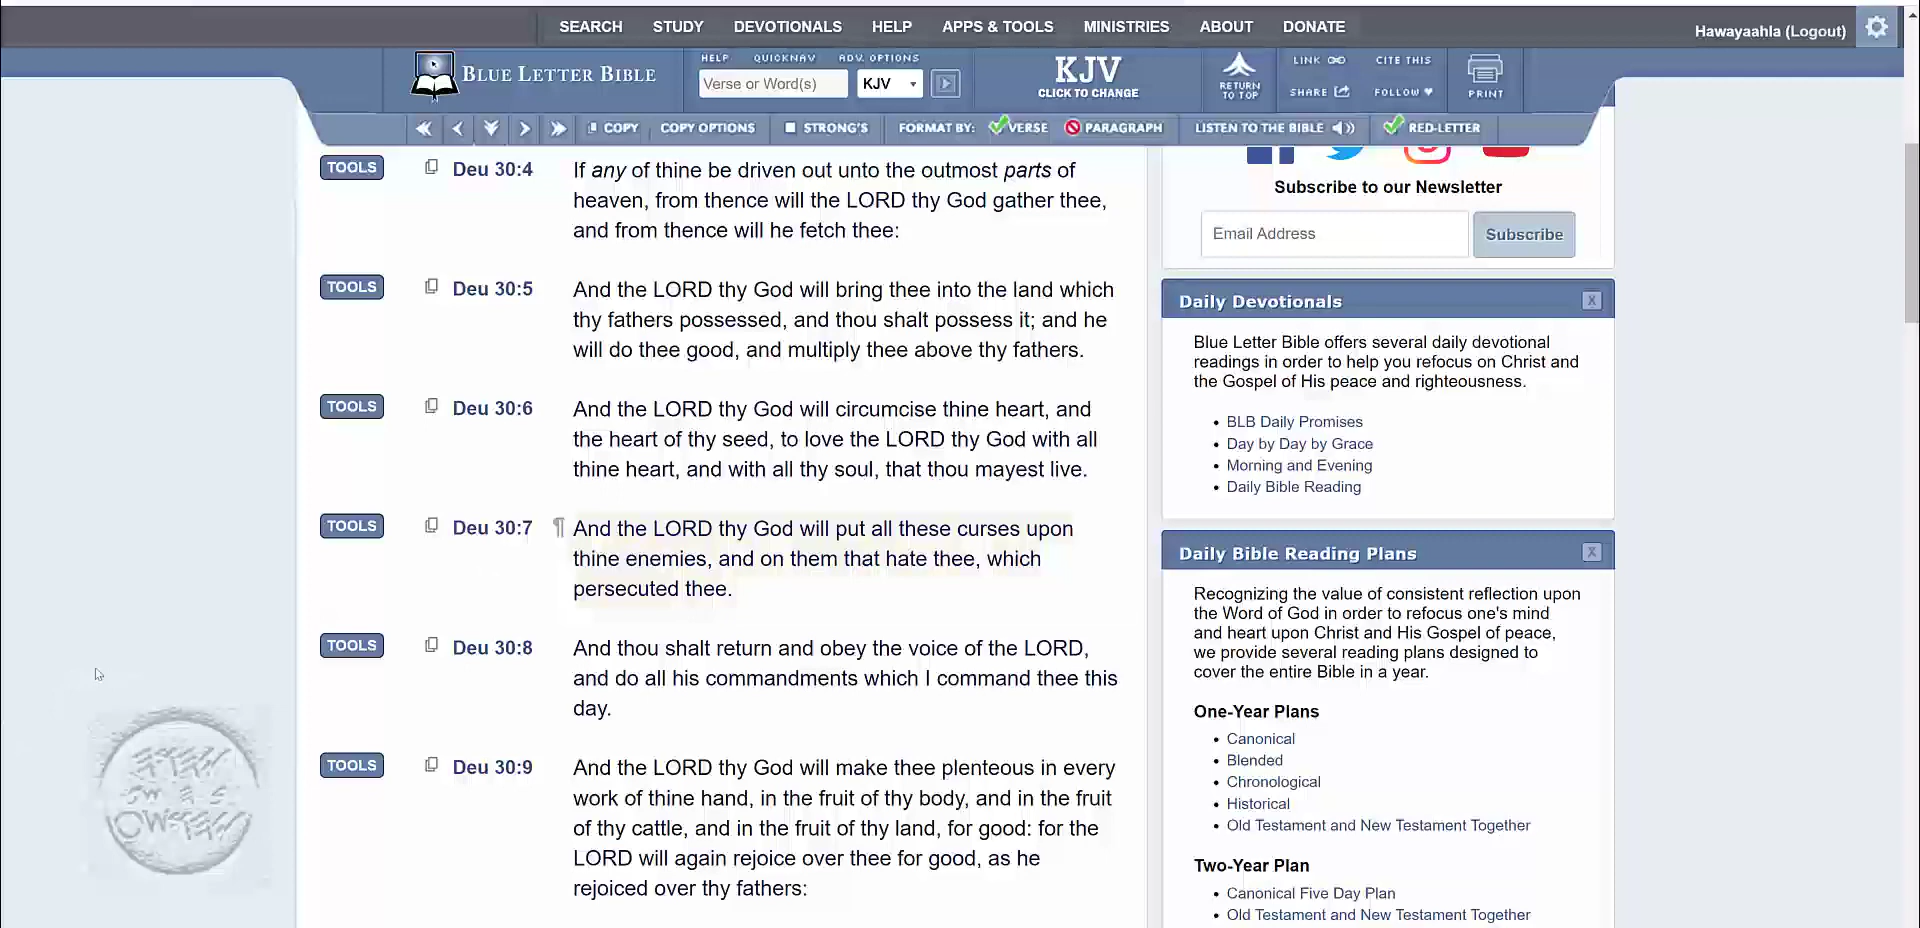 SEARCH STUDY DEVOTIONALS HELP APPS & TOOLS MINISTRIES ABOUT DONATE
Hawayaahla (Logout)
BLUE LETTER BIBLE
HELP QUICKNAV ADV. OPTIONS
Verse or Word(s) KJV
KJV
CLICK TO CHANGE
RETURN
TO TOP
LINK CITE THIS
SHARE FOLLOW
PRINT
COPY COPY OPTIONS STRONG'S FORMAT BY: VERSE PARAGRAPH LISTEN TO THE BIBLE RED-LETTER
TOOLS Deu 30:4 If any of thine be driven out unto the outmost parts of
heaven, from thence will the LORD thy God gather thee,
and from thence will he fetch thee:
TOOLS Deu 30:5 And the LORD thy God will bring thee into the land which
thy fathers possessed, and thou shalt possess it; and he
will do thee good, and multiply thee above thy fathers.
TOOLS Deu 30:6 And the LORD thy God will circumcise thine heart, and
the heart of thy seed, to love the LORD thy God with all
thine heart, and with all thy soul, that thou mayest live.
TOOLS Deu 30:7 ¶ And the LORD thy God will put all these curses upon
thine enemies, and on them that hate thee, which
persecuted thee.
TOOLS Deu 30:8 And thou shalt return and obey the voice of the LORD,
and do all his commandments which I command thee this
day.
TOOLS Deu 30:9 And the LORD thy God will make thee plenteous in every
work of thine hand, in the fruit of thy body, and in the fruit
of thy cattle, and in the fruit of thy land, for good: for the
LORD will again rejoice over thee for good, as he
rejoiced over thy fathers:
Subscribe to our Newsletter
Email Address Subscribe
Daily Devotionals X
Blue Letter Bible offers several daily devotional
readings in order to help you refocus on Christ and
the Gospel of His peace and righteousness.
• BLB Daily Promises
• Day by Day by Grace
• Morning and Evening
• Daily Bible Reading
Daily Bible Reading Plans X
Recognizing the value of consistent reflection upon
the Word of God in order to refocus one's mind
and heart upon Christ and His Gospel of peace,
we provide several reading plans designed to
cover the entire Bible in a year.
One-Year Plans
• Canonical
• Blended
• Chronological
• Historical
• Old Testament and New Testament Together
Two-Year Plan
• Canonical Five Day Plan
• Old Testament and New Testament Together